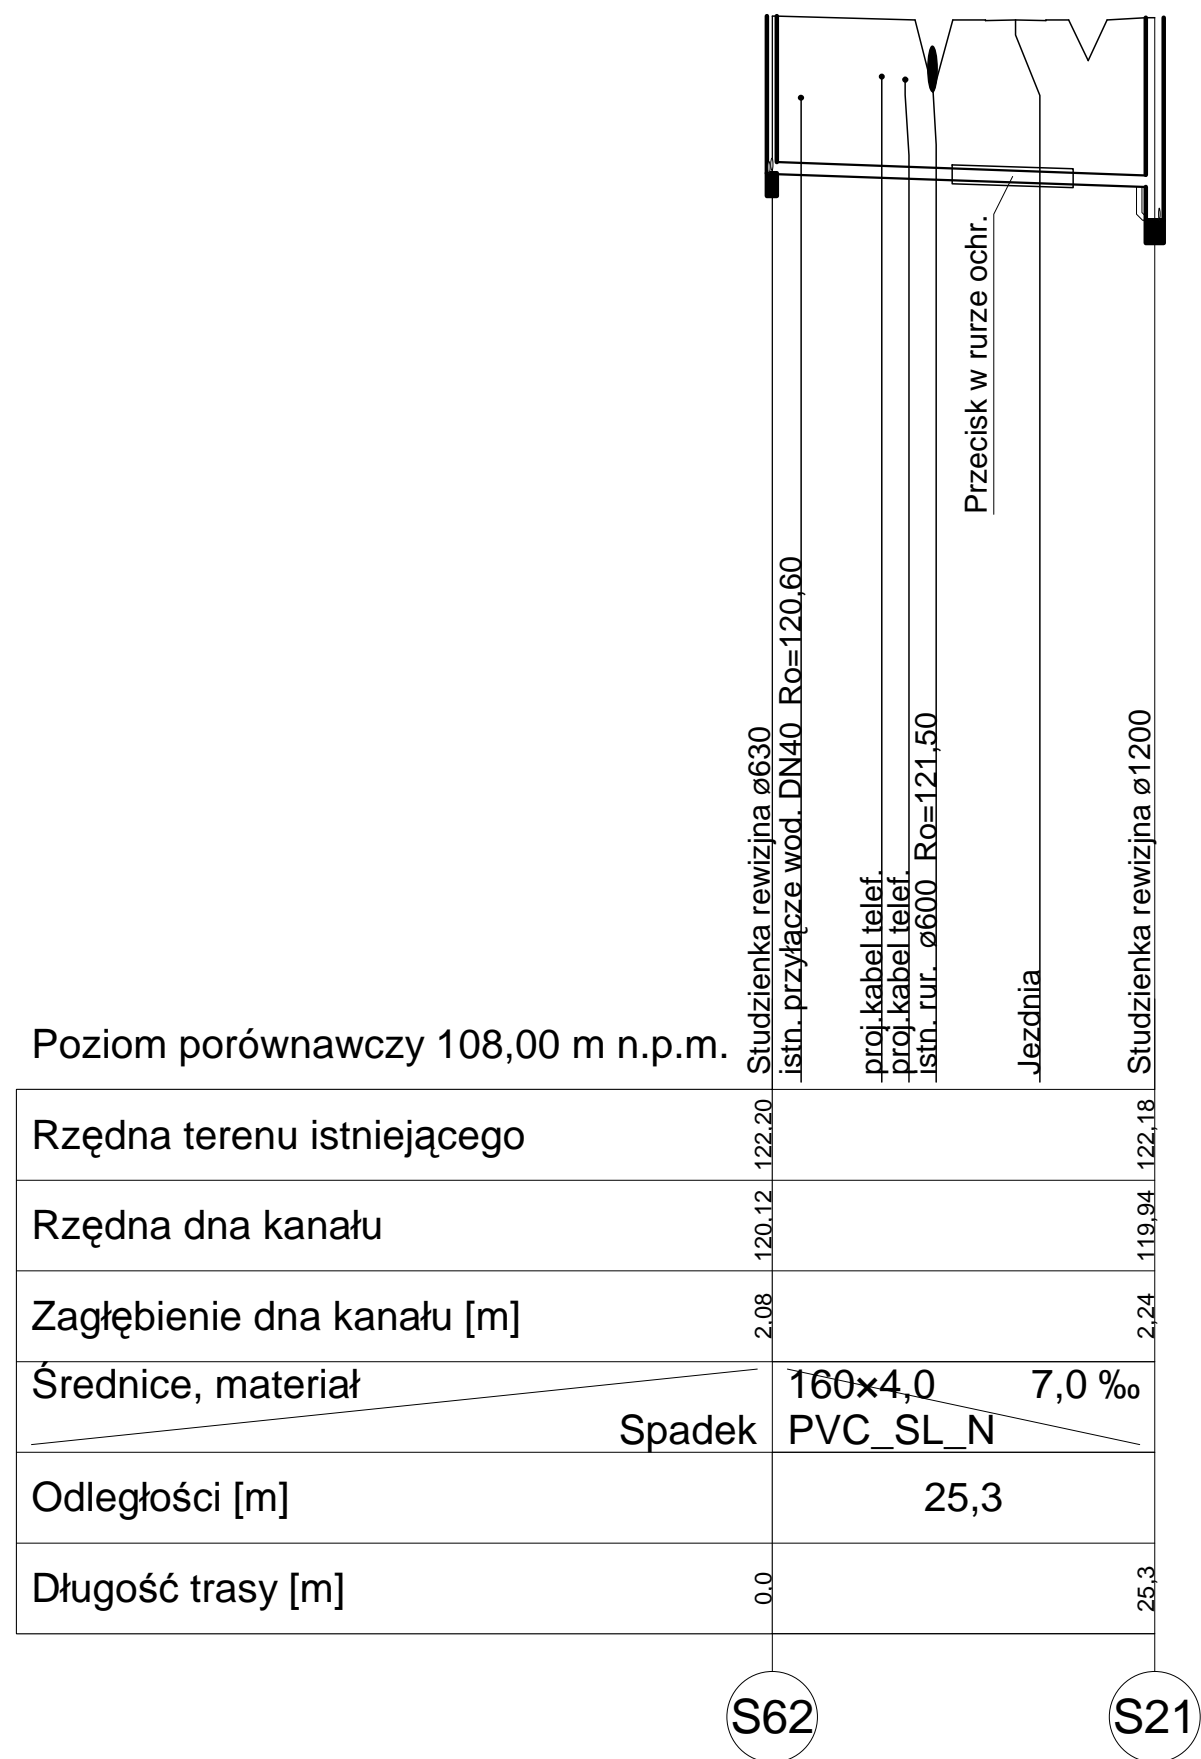 Przecisk w rurze ochr.
Studzienka rewizyjna ø630
istn. przyłącze wod. DN40 Ro=120,60
proj.kabel telef.
proj.kabel telef.
istn. rur. ø600 Ro=121,50
Jezdnia
Studzienka rewizyjna ø1200
Poziom porównawczy 108,00 m n.p.m.
Rzędna terenu istniejącego 122,20 122,18
Rzędna dna kanału 120,12 119,94
Zagłębienie dna kanału [m] 2,08 2,24
Średnice, materiał 160×4,0 7,0 ‰
Spadek PVC_SL_N
Odległości [m] 25,3
Długość trasy [m] 0,0 25,3
S62 S21